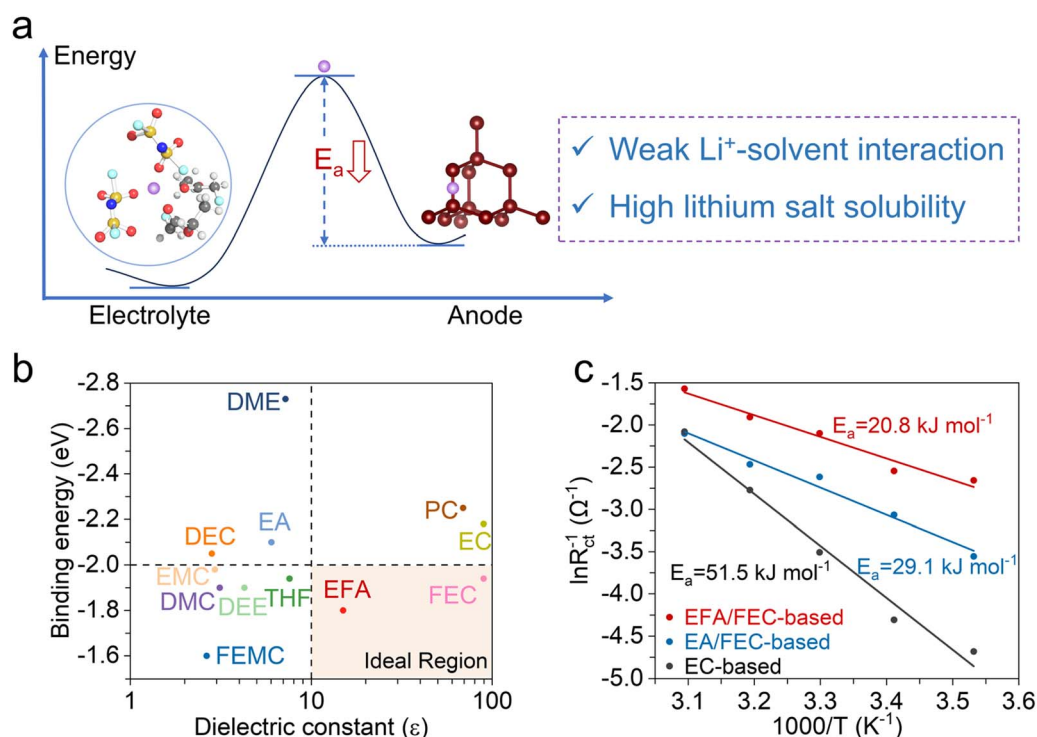 a
Energy
Eₐ
✓ Weak Li⁺-solvent interaction
✓ High lithium salt solubility
Electrolyte
Anode
b
Binding energy (eV)
-2.8
-2.6
-2.4
-2.2
-2.0
-1.8
-1.6
DME
DEC
EA
PC
EC
EMC
DMC
DEE
THF
EFA
FEC
FEMC
Ideal Region
1
10
100
Dielectric constant (ε)
c
lnR⁻¹ct (Ω⁻¹)
-1.5
-2.0
-2.5
-3.0
-3.5
-4.0
-4.5
-5.0
Eₐ=20.8 kJ mol⁻¹
Eₐ=51.5 kJ mol⁻¹
Eₐ=29.1 kJ mol⁻¹
EFA/FEC-based
EA/FEC-based
EC-based
3.1
3.2
3.3
3.4
3.5
3.6
1000/T (K⁻¹)